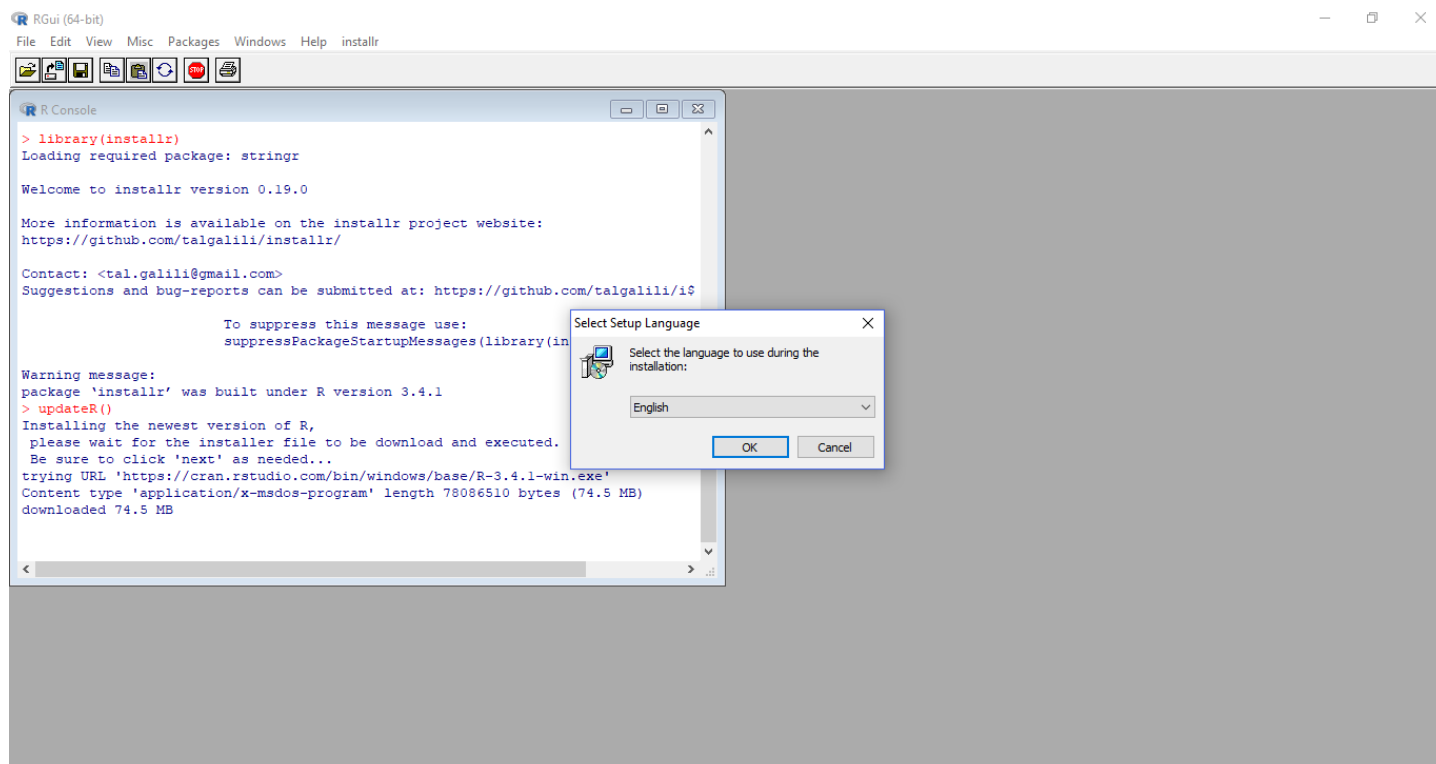 RGui (64-bit)
File Edit View Misc Packages Windows Help installr
STOP
R Console
> library(installr)
Loading required package: stringr
Welcome to installr version 0.19.0
More information is available on the installr project website:
https://github.com/talgalili/installr/
Contact: <tal.galili@gmail.com>
Suggestions and bug-reports can be submitted at: https://github.com/talgalili/i$
To suppress this message use:
suppressPackageStartupMessages(library(in
Warning message:
package ‘installr’ was built under R version 3.4.1
> updateR()
Installing the newest version of R,
please wait for the installer file to be download and executed.
Be sure to click 'next' as needed...
trying URL 'https://cran.rstudio.com/bin/windows/base/R-3.4.1-win.exe'
Content type 'application/x-msdos-program' length 78086510 bytes (74.5 MB)
downloaded 74.5 MB
Select Setup Language
Select the language to use during the
installation:
English
OK Cancel